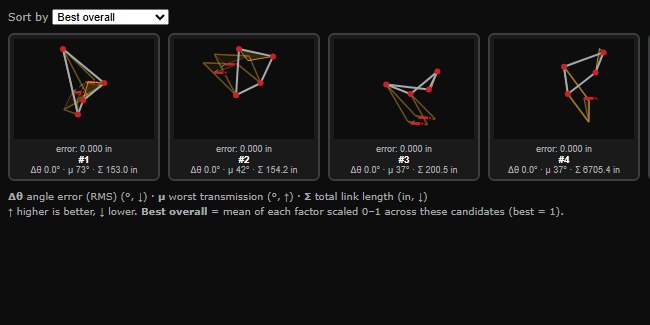 Sort by Best overall
error: 0.000 in
#1
Δθ 0.0° · μ 73° · Σ 153.0 in
error: 0.000 in
#2
Δθ 0.0° · μ 42° · Σ 154.2 in
error: 0.000 in
#3
Δθ 0.0° · μ 37° · Σ 200.5 in
error: 0.000 in
#4
Δθ 0.0° · μ 37° · Σ 6705.4 in
Δθ angle error (RMS) (°, ↓) · μ worst transmission (°, ↑) · Σ total link length (in, ↓)
↑ higher is better, ↓ lower. Best overall = mean of each factor scaled 0–1 across these candidates (best = 1).